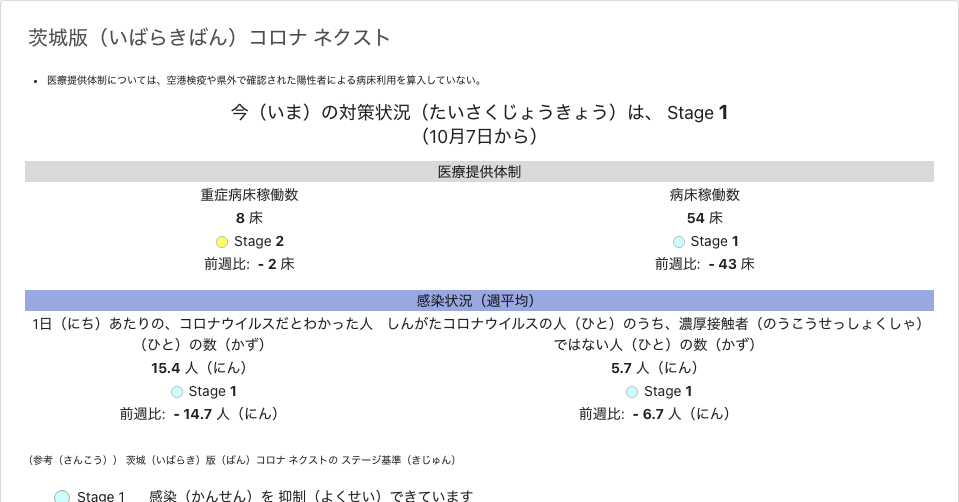 茨城版（いばらきばん）コロナ ネクスト
• 医療提供体制については、空港検疫や県外で確認された陽性者による病床利用を算入していない。
今（いま）の対策状況（たいさくじょうきょう）は、 Stage 1
（10月7日から）
医療提供体制
重症病床稼働数
8 床
Stage 2
前週比: - 2 床
病床稼働数
54 床
Stage 1
前週比: - 43 床
感染状況（週平均）
1日（にち）あたりの、コロナウイルスだとわかった人
（ひと）の数（かず）
15.4 人（にん）
Stage 1
前週比: - 14.7 人（にん）
しんがたコロナウイルスの人（ひと）のうち、濃厚接触者（のうこうせっしょくしゃ）
ではない人（ひと）の数（かず）
5.7 人（にん）
Stage 1
前週比: - 6.7 人（にん）
（参考（さんこう）） 茨城（いばらき）版（ばん）コロナ ネクストの ステージ基準（きじゅん）
Stage 1 感染（かんせん）を 抑制（よくせい）できています